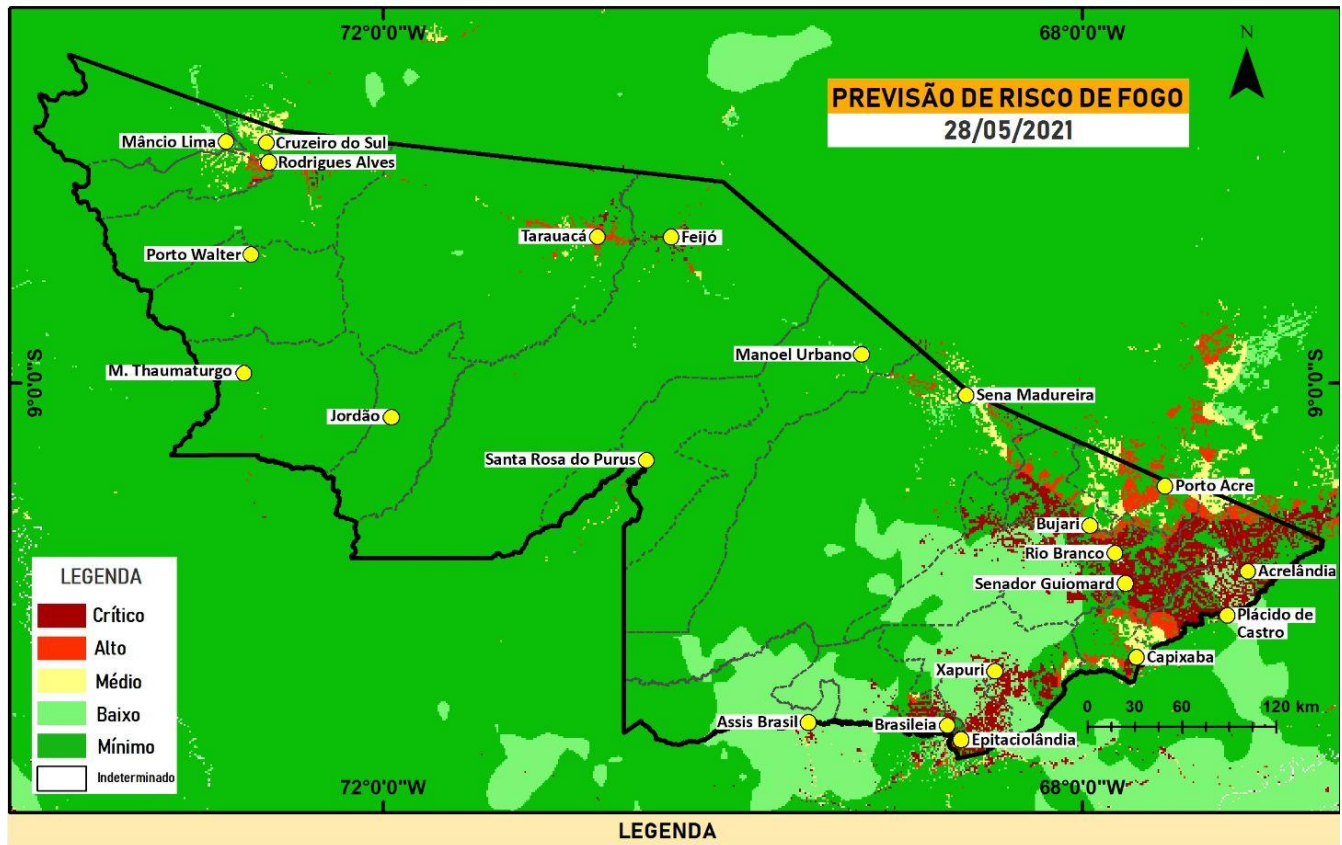 72°0'0"W
68°0'0"W
N
PREVISÃO DE RISCO DE FOGO
28/05/2021
Mâncio Lima
Cruzeiro do Sul
Rodrigues Alves
Tarauacá
Feijó
Porto Walter
Manoel Urbano
9°0'0"S
M. Thaumaturgo
9°0'0"S
Sena Madureira
Jordão
Santa Rosa do Purus
Porto Acre
Bujari
Rio Branco
Acrelândia
Senador Guiomard
Plácido de
Castro
Capixaba
Xapuri
Assis Brasil
Brasileia
Epitaciolândia
0 30 60 120 km
LEGENDA
Crítico
Alto
Médio
Baixo
Mínimo
Indeterminado
72°0'0"W
68°0'0"W
LEGENDA